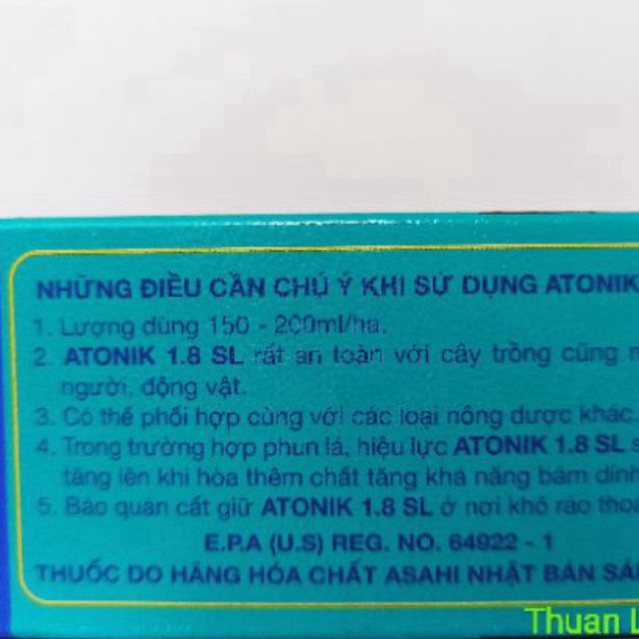 NHỮNG ĐIỀU CẦN CHÚ Ý KHI SỬ DỤNG ATONIK
1. Lượng dùng 150 - 200ml/ha.
2. ATONIK 1.8 SL rất an toàn với cây trồng cũng
người, động vật.
3. Có thể phối hợp cùng với các loại nông dược khác.
4. Trong trường hợp phun lá, hiệu lực ATONIK 1.8 SL
tăng lên khi hòa thêm chất tăng khả năng bám dính
5. Bảo quản cất giữ ATONIK 1.8 SL ở nơi khô ráo
E.P.A (U.S) REG. NO. 64922 - 1
THUỐC DO HÃNG HÓA CHẤT ASAHI NHẬT BẢN
Thuan